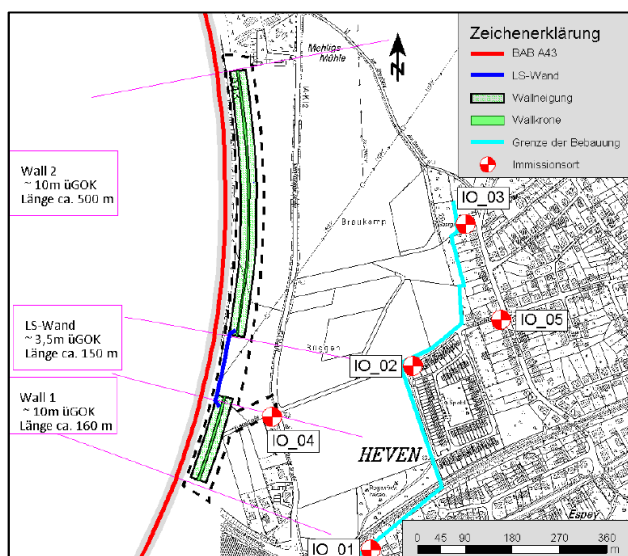 Zeichenerklärung
BAB A43
LS-Wand
Wallneigung
Wallkrone
Grenze der Bebauung
Immissionsort
N
Wall 2
~ 10m üGOK
Länge ca. 500 m
IO_03
Braukamp
IO_05
LS-Wand
~ 3,5m üGOK
Länge ca. 150 m
IO_02
Wall 1
~ 10m üGOK
Länge ca. 160 m
IO_04
HEVEN
Espey
IO_01
0 45 90 180 270 360
m